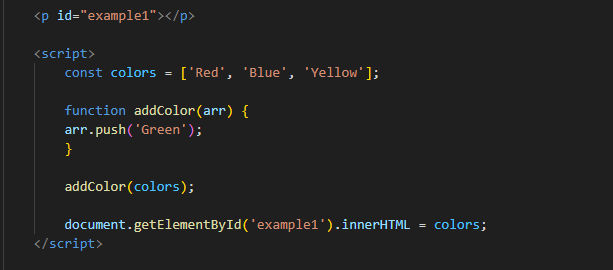 <p id="example1"></p>
<script>
const colors = ['Red', 'Blue', 'Yellow'];
function addColor(arr) {
arr.push('Green');
}
addColor(colors);
document.getElementById('example1').innerHTML = colors;
</script>